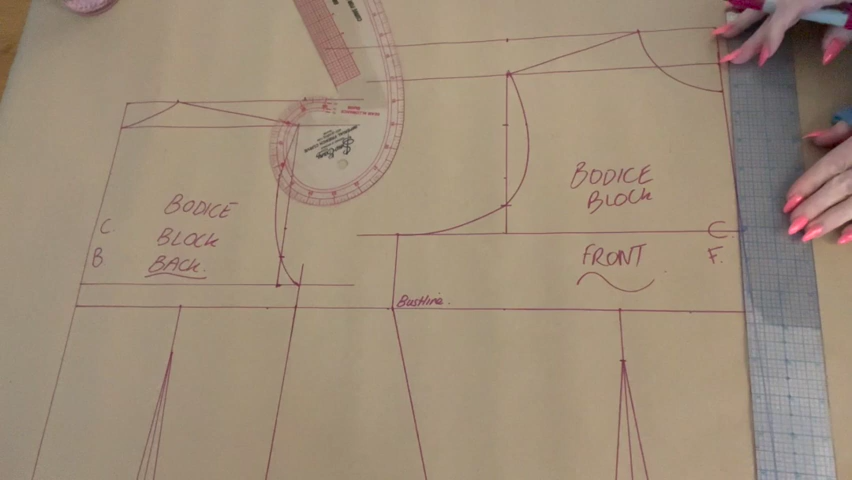 BODICE
BLOCK
BACK.
C
B
BODICE
BLOCK
FRONT
C
F.
Bustline.